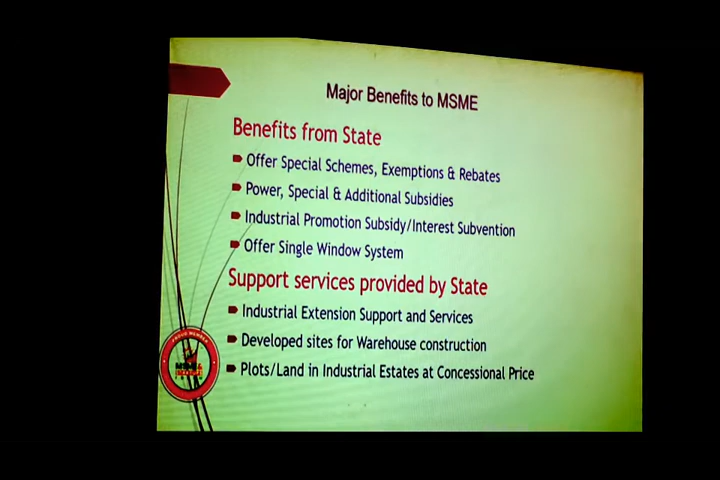 Major Benefits to MSME
Benefits from State
Offer Special Schemes, Exemptions & Rebates
Power, Special & Additional Subsidies
Industrial Promotion Subsidy/Interest Subvention
Offer Single Window System
Support services provided by State
Industrial Extension Support and Services
Developed sites for Warehouse construction
Plots/Land in Industrial Estates at Concessional Price
PROUD MEMBER